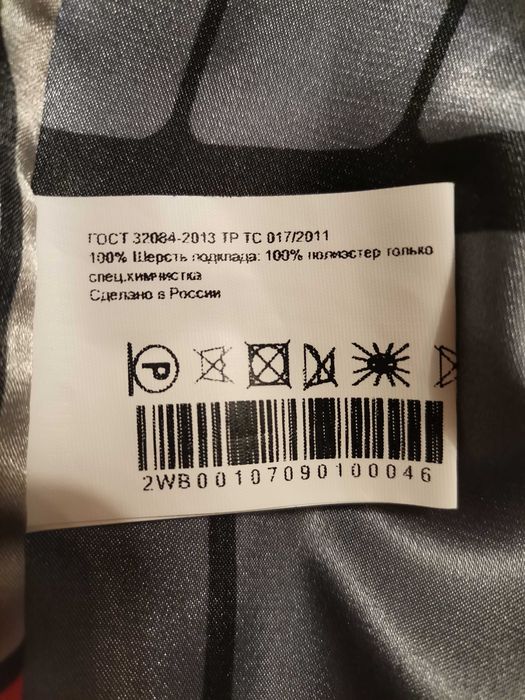 ГОСТ 32084-2013 ТР ТС 017/2011
100% Шерсть подклада: 100% полиэстер только
спец.химчистка
Сделано в России
P
2WB00107090100046